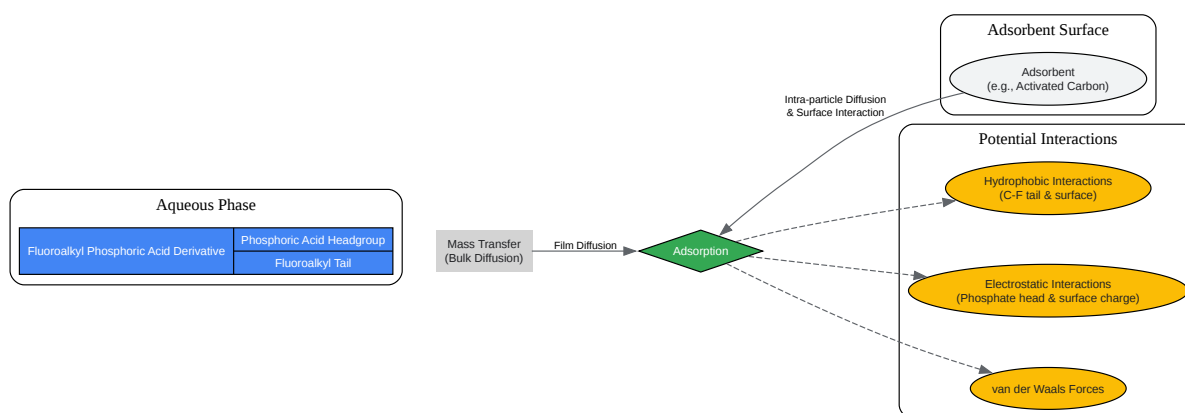 Aqueous Phase
Fluoroalkyl Phosphoric Acid Derivative
Phosphoric Acid Headgroup
Fluoroalkyl Tail
Mass Transfer
(Bulk Diffusion)
Film Diffusion
Adsorption
Intra-particle Diffusion
& Surface Interaction
Adsorbent Surface
Adsorbent
(e.g., Activated Carbon)
Potential Interactions
Hydrophobic Interactions
(C-F tail & surface)
Electrostatic Interactions
(Phosphate head & surface charge)
van der Waals Forces